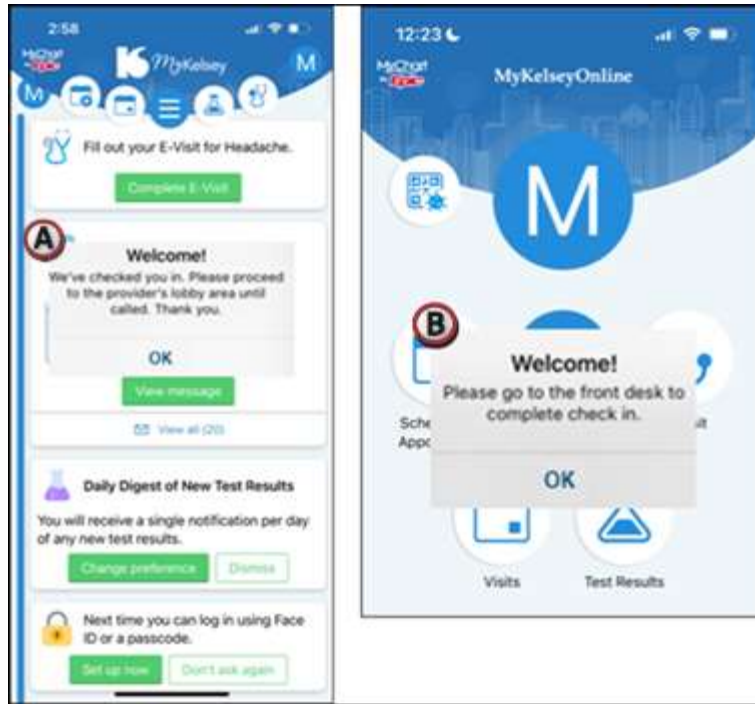 2:58
MyChart
Epic
MyKelsey
M
M
Fill out your E-Visit for Headache.
Complete E-Visit
A
Welcome!
We've checked you in. Please proceed
to the provider's lobby area until
called. Thank you.
OK
View message
View all (20)
Daily Digest of New Test Results
You will receive a single notification per day
of any new test results.
Change preference
Dismiss
Next time you can log in using Face
ID or a passcode.
Set up now
Don't ask again
12:23
MyChart
Epic
MyKelseyOnline
M
B
Welcome!
Please go to the front desk to
complete check in.
OK
Sche
Appo
Visits
Test Results